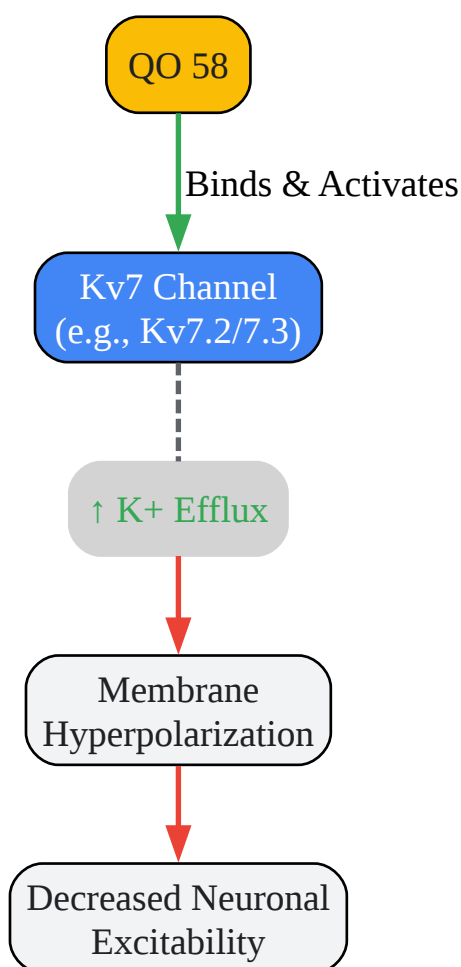 QO 58
Binds & Activates
Kv7 Channel
(e.g., Kv7.2/7.3)
↑ K+ Efflux
Membrane
Hyperpolarization
Decreased Neuronal
Excitability